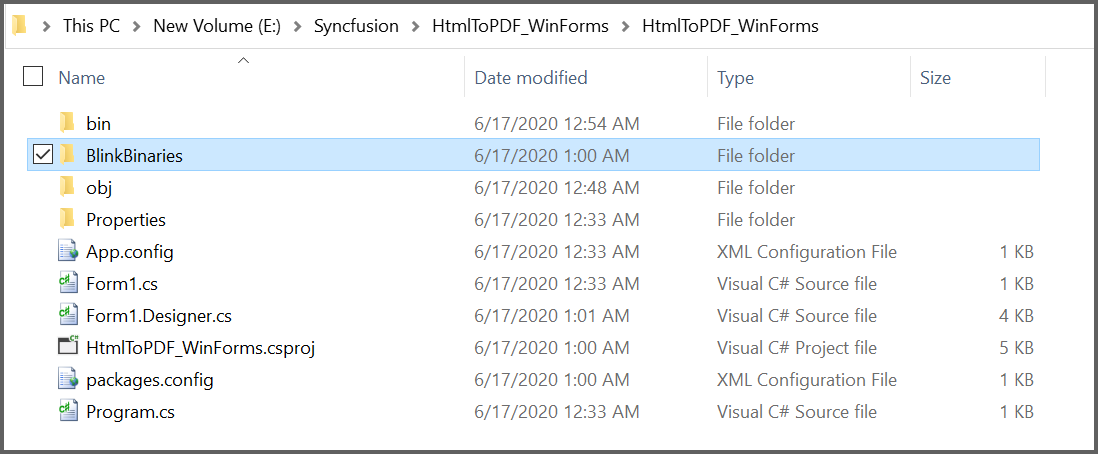 This PC > New Volume (E:) > Syncfusion > HtmlToPDF_WinForms > HtmlToPDF_WinForms
Name Date modified Type Size
bin 6/17/2020 12:54 AM File folder
BlinkBinaries 6/17/2020 1:00 AM File folder
obj 6/17/2020 12:48 AM File folder
Properties 6/17/2020 12:33 AM File folder
App.config 6/17/2020 12:33 AM XML Configuration File 1 KB
C# Form1.cs 6/17/2020 12:33 AM Visual C# Source file 1 KB
C# Form1.Designer.cs 6/17/2020 1:01 AM Visual C# Source file 4 KB
C# HtmlToPDF_WinForms.csproj 6/17/2020 1:00 AM Visual C# Project file 5 KB
packages.config 6/17/2020 1:00 AM XML Configuration File 1 KB
C# Program.cs 6/17/2020 12:33 AM Visual C# Source file 1 KB